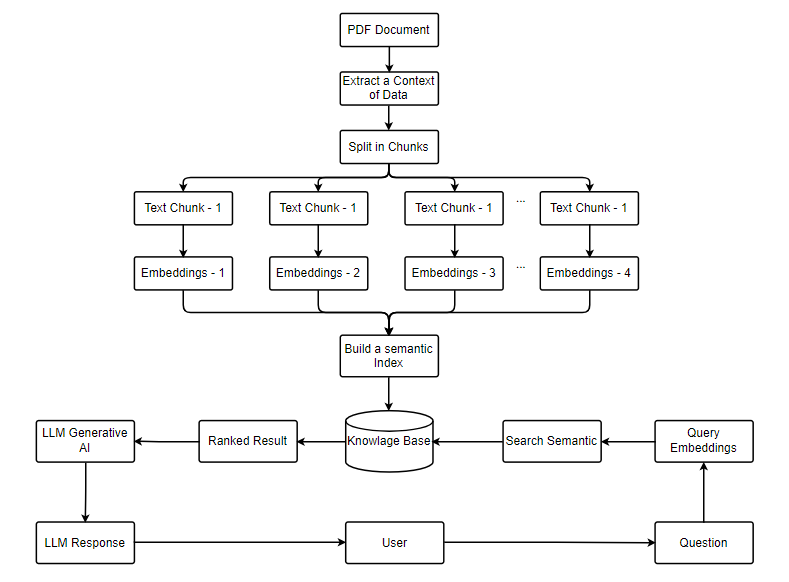 PDF Document
Extract a Context
of Data
Split in Chunks
Text Chunk - 1
Text Chunk - 1
Text Chunk - 1
...
Text Chunk - 1
Embeddings - 1
Embeddings - 2
Embeddings - 3
...
Embeddings - 4
Build a semantic
Index
LLM Generative
AI
Ranked Result
Knowlage Base
Search Semantic
Query
Embeddings
LLM Response
User
Question